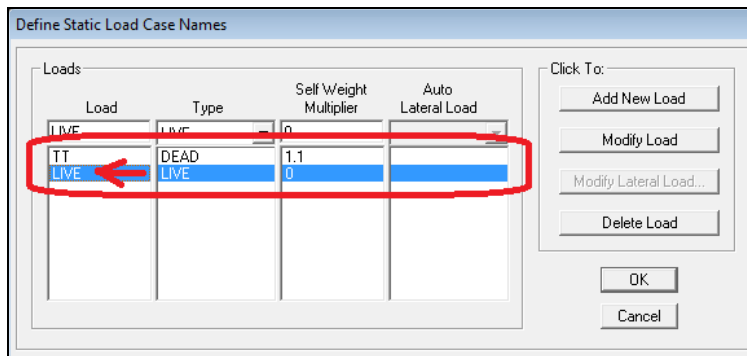 Define Static Load Case Names
Loads
Click To:
Load
Type
Self Weight
Multiplier
Auto
Lateral Load
LIVE
LIVE
0
TT
DEAD
1.1
LIVE
LIVE
0
Add New Load
Modify Load
Modify Lateral Load...
Delete Load
OK
Cancel